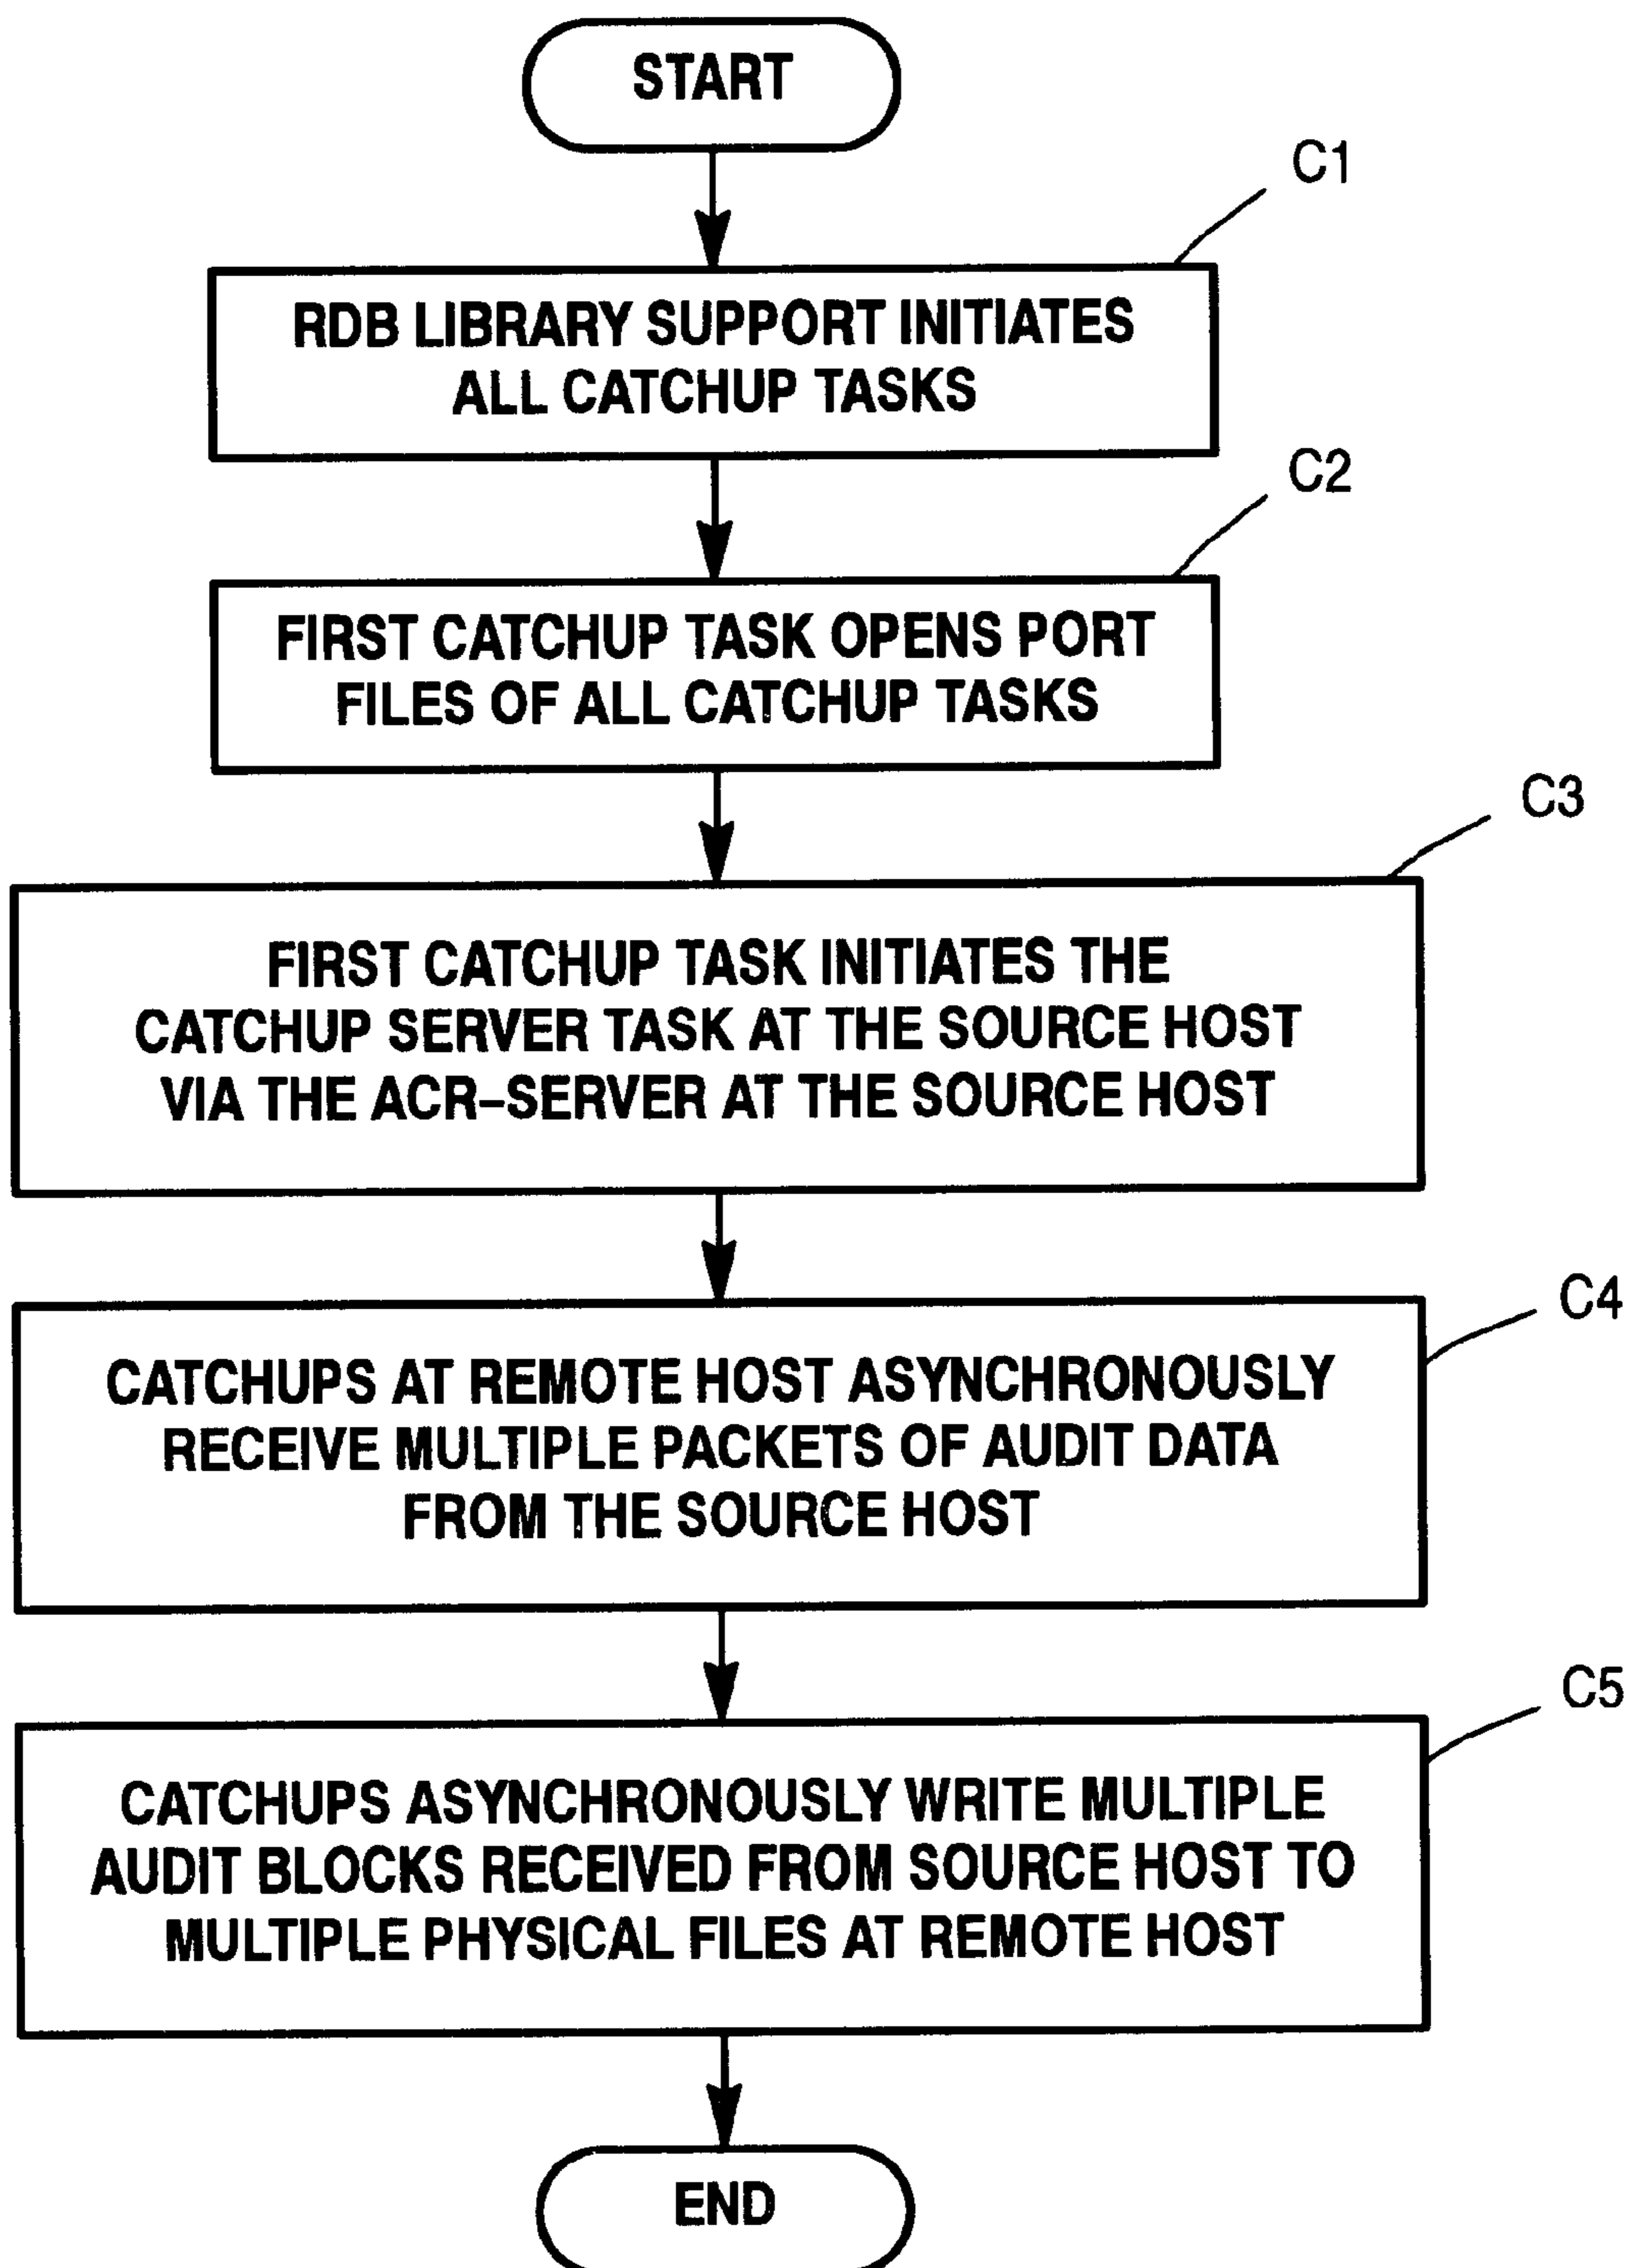 START
C1
RDB LIBRARY SUPPORT INITIATES
ALL CATCHUP TASKS
C2
FIRST CATCHUP TASK OPENS PORT
FILES OF ALL CATCHUP TASKS
C3
FIRST CATCHUP TASK INITIATES THE
CATCHUP SERVER TASK AT THE SOURCE HOST
VIA THE ACR–SERVER AT THE SOURCE HOST
C4
CATCHUPS AT REMOTE HOST ASYNCHRONOUSLY
RECEIVE MULTIPLE PACKETS OF AUDIT DATA
FROM THE SOURCE HOST
C5
CATCHUPS ASYNCHRONOUSLY WRITE MULTIPLE
AUDIT BLOCKS RECEIVED FROM SOURCE HOST TO
MULTIPLE PHYSICAL FILES AT REMOTE HOST
END